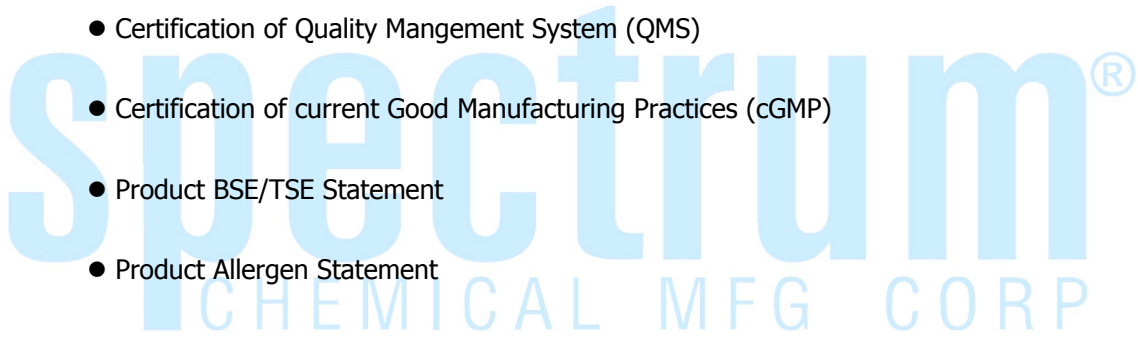 ● Certification of Quality Mangement System (QMS)
● Certification of current Good Manufacturing Practices (cGMP)
● Product BSE/TSE Statement
● Product Allergen Statement
spectrum®
CHEMICAL MFG CORP